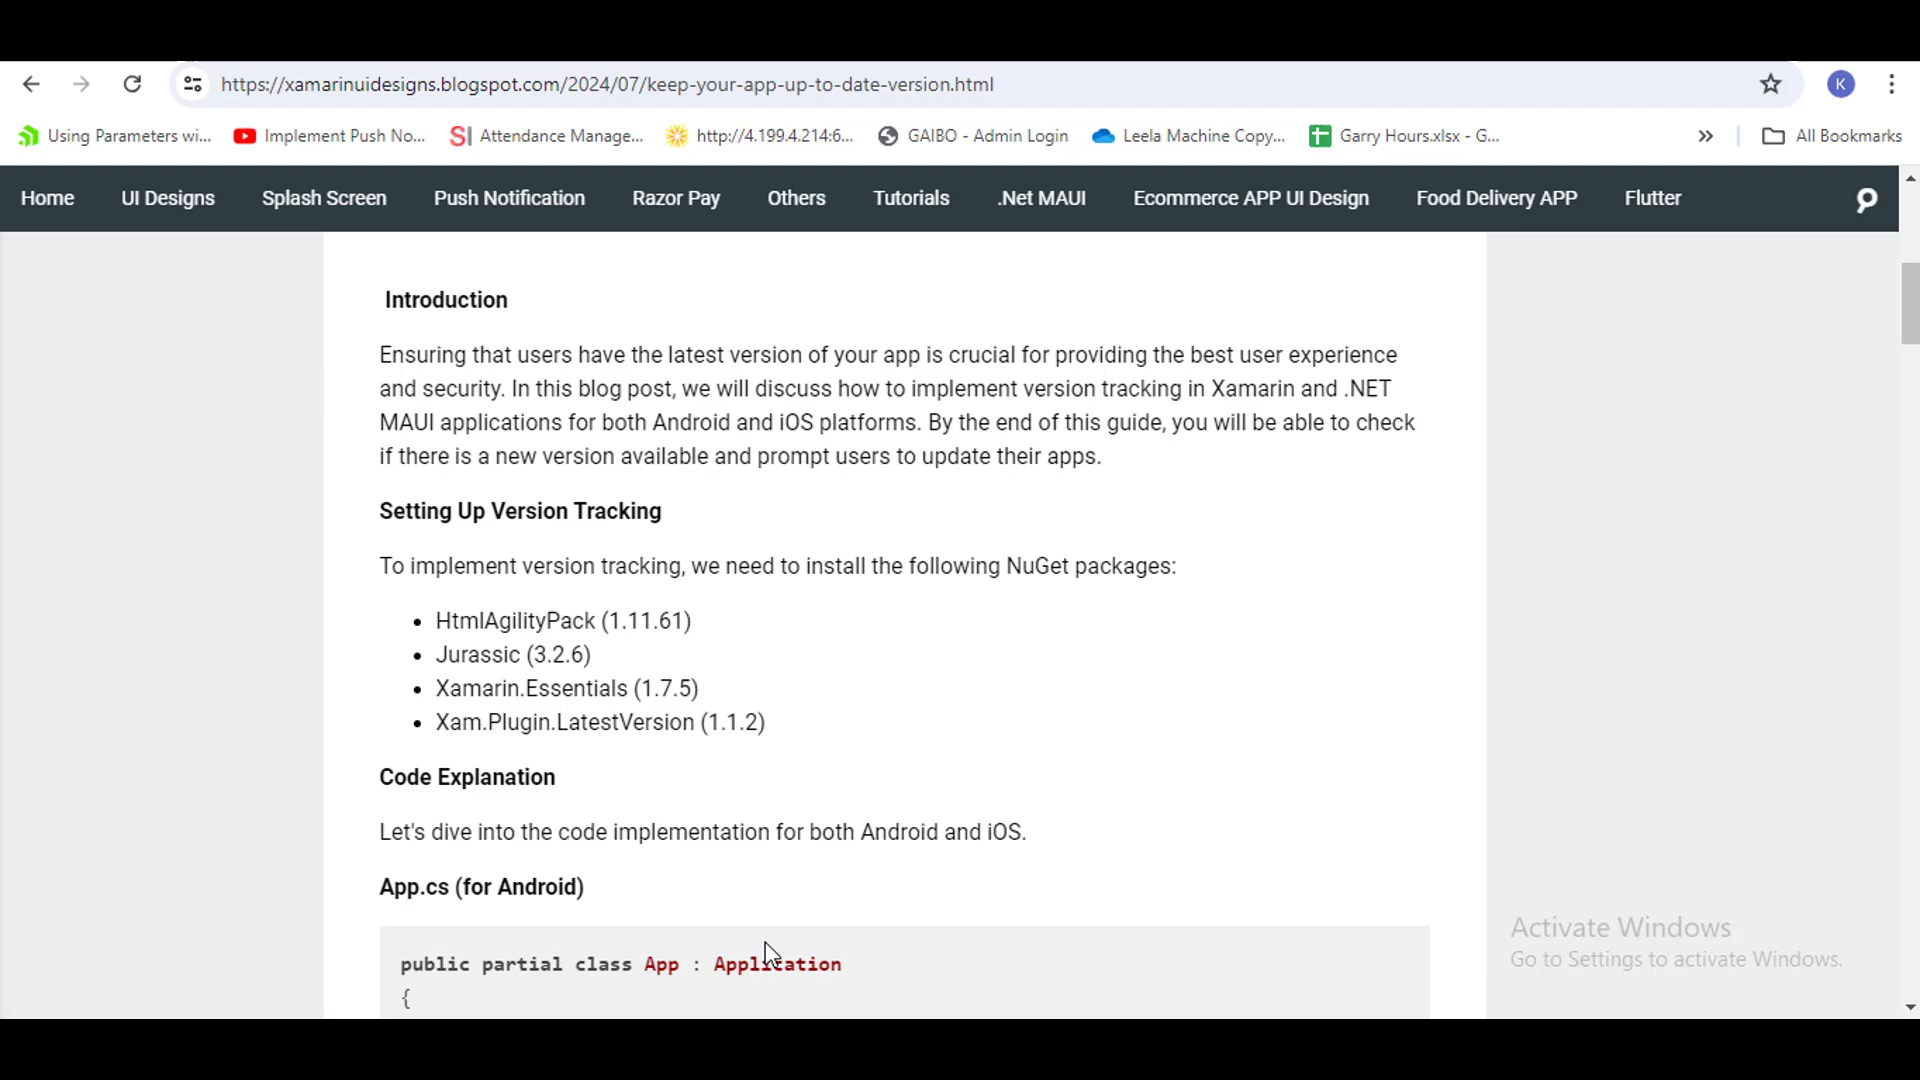 https://xamarinuidesigns.blogspot.com/2024/07/keep-your-app-up-to-date-version.html
K
Using Parameters wi...
Implement Push No...
Attendance Manage...
http://4.199.4.214:6...
GAIBO - Admin Login
Leela Machine Copy...
Garry Hours.xlsx - G...
»
All Bookmarks
Home
UI Designs
Splash Screen
Push Notification
Razor Pay
Others
Tutorials
.Net MAUI
Ecommerce APP UI Design
Food Delivery APP
Flutter
Introduction
Ensuring that users have the latest version of your app is crucial for providing the best user experience
and security. In this blog post, we will discuss how to implement version tracking in Xamarin and .NET
MAUI applications for both Android and iOS platforms. By the end of this guide, you will be able to check
if there is a new version available and prompt users to update their apps.
Setting Up Version Tracking
To implement version tracking, we need to install the following NuGet packages:
• HtmlAgilityPack (1.11.61)
• Jurassic (3.2.6)
• Xamarin.Essentials (1.7.5)
• Xam.Plugin.LatestVersion (1.1.2)
Code Explanation
Let's dive into the code implementation for both Android and iOS.
App.cs (for Android)
public partial class App : Application
{
Activate Windows
Go to Settings to activate Windows.